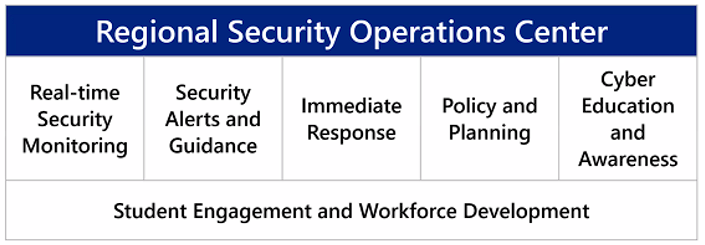 Regional Security Operations Center
Real-time
Security
Monitoring
Security
Alerts and
Guidance
Immediate
Response
Policy and
Planning
Cyber
Education
and
Awareness
Student Engagement and Workforce Development